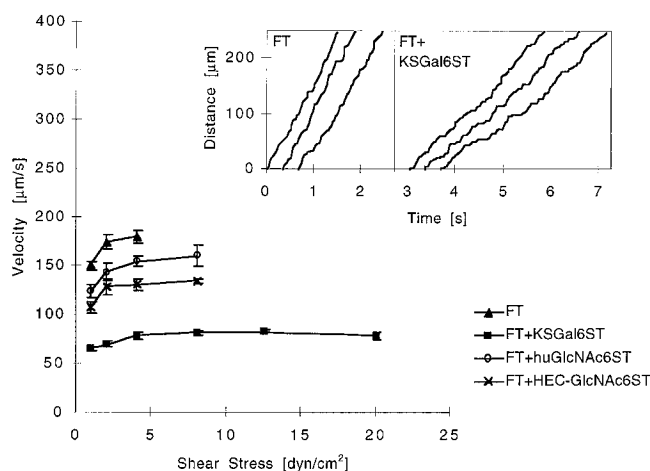 400
350
300
250
200
150
100
50
0
Velocity [µm/s]
0
5
10
15
20
25
Shear Stress [dyn/cm²]
Distance [µm]
200
100
0
FT
FT+
KSGal6ST
0
1
2
3
4
5
6
7
Time [s]
FT
FT+KSGal6ST
FT+huGlcNAc6ST
FT+HEC-GlcNAc6ST